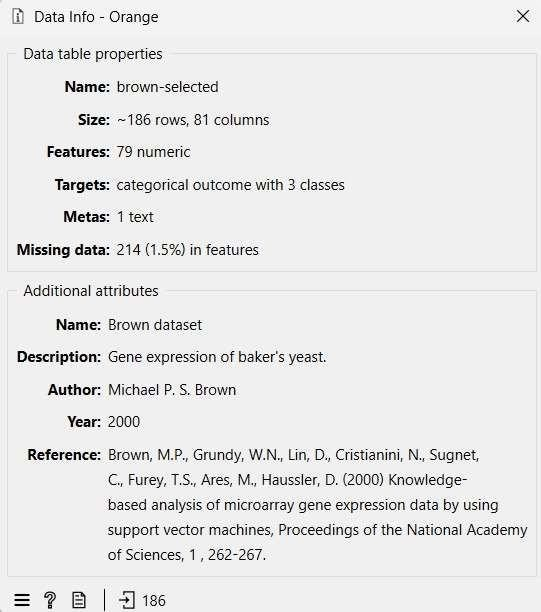 Data Info - Orange
Data table properties
Name: brown-selected
Size: ~186 rows, 81 columns
Features: 79 numeric
Targets: categorical outcome with 3 classes
Metas: 1 text
Missing data: 214 (1.5%) in features
Additional attributes
Name: Brown dataset
Description: Gene expression of baker's yeast.
Author: Michael P. S. Brown
Year: 2000
Reference: Brown, M.P., Grundy, W.N., Lin, D., Cristianini, N., Sugnet,
C., Furey, T.S., Ares, M., Haussler, D. (2000) Knowledge-
based analysis of microarray gene expression data by using
support vector machines, Proceedings of the National Academy
of Sciences, 1 , 262-267.
186